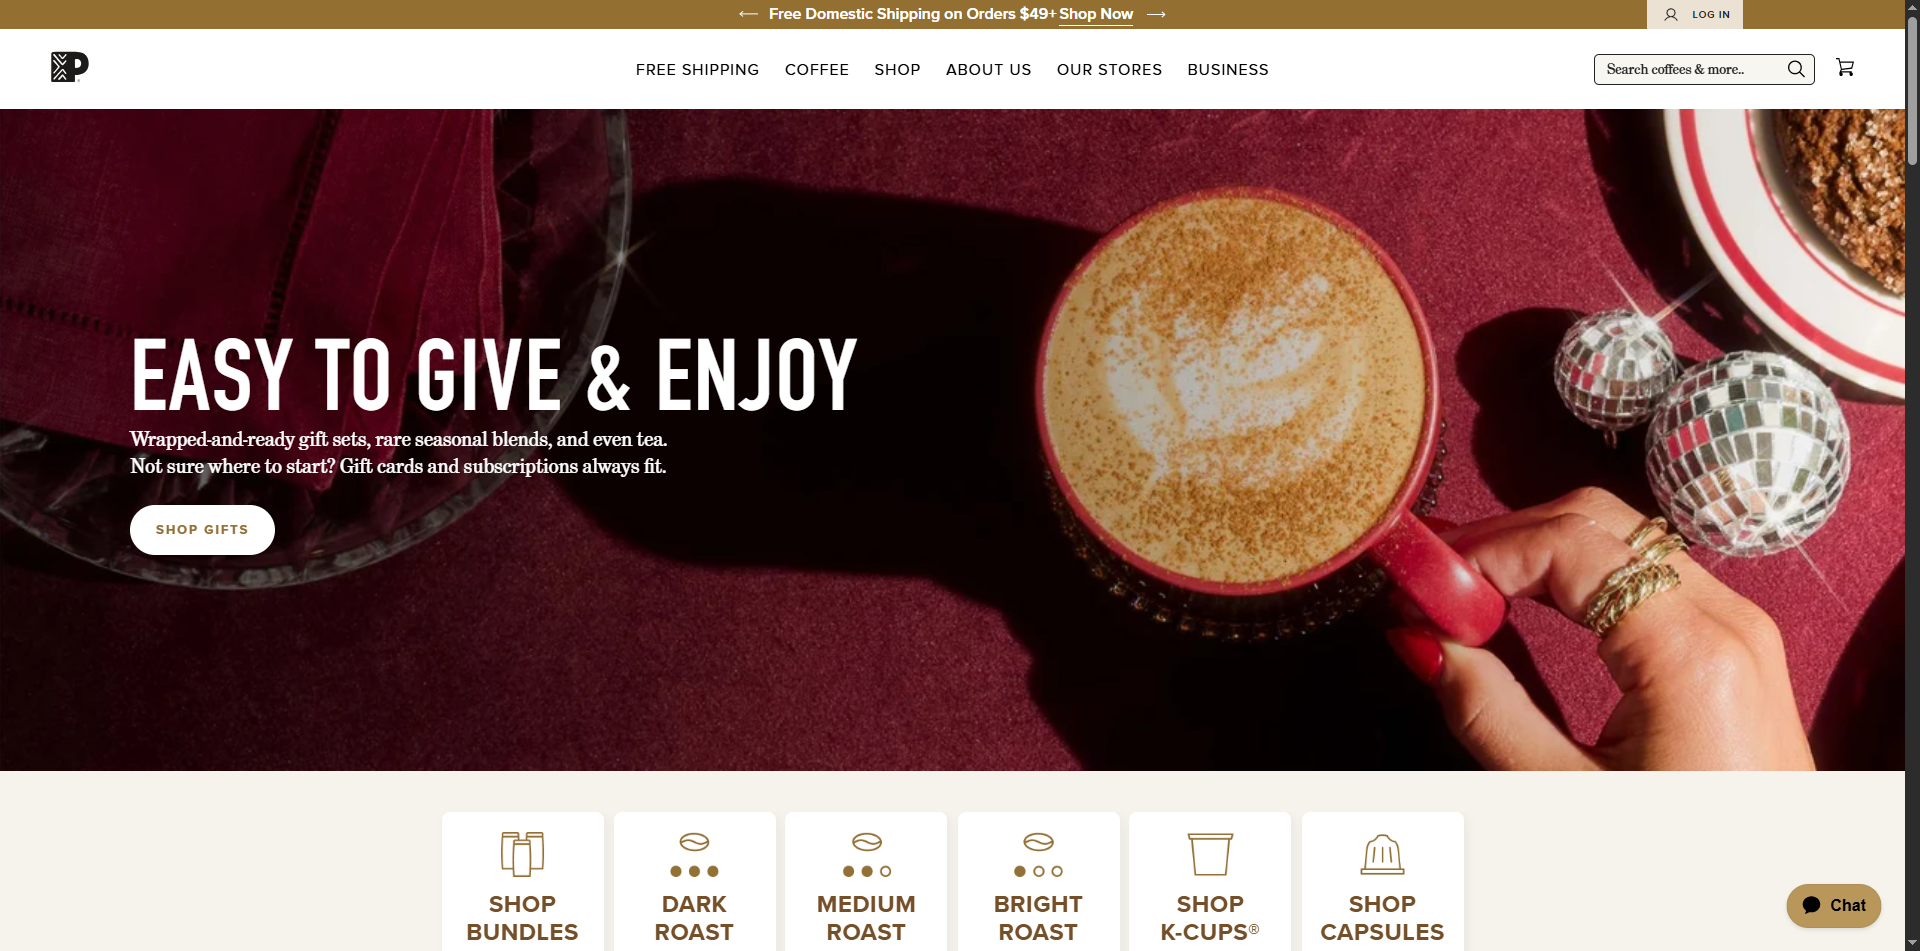 Free Domestic Shipping on Orders $49+ Shop Now
LOG IN
P
FREE SHIPPING COFFEE SHOP ABOUT US OUR STORES BUSINESS
Search coffees & more..
EASY TO GIVE & ENJOY
Wrapped-and-ready gift sets, rare seasonal blends, and even tea.
Not sure where to start? Gift cards and subscriptions always fit.
SHOP GIFTS
SHOP
BUNDLES
DARK
ROAST
MEDIUM
ROAST
BRIGHT
ROAST
SHOP
K-CUPS®
SHOP
CAPSULES
Chat